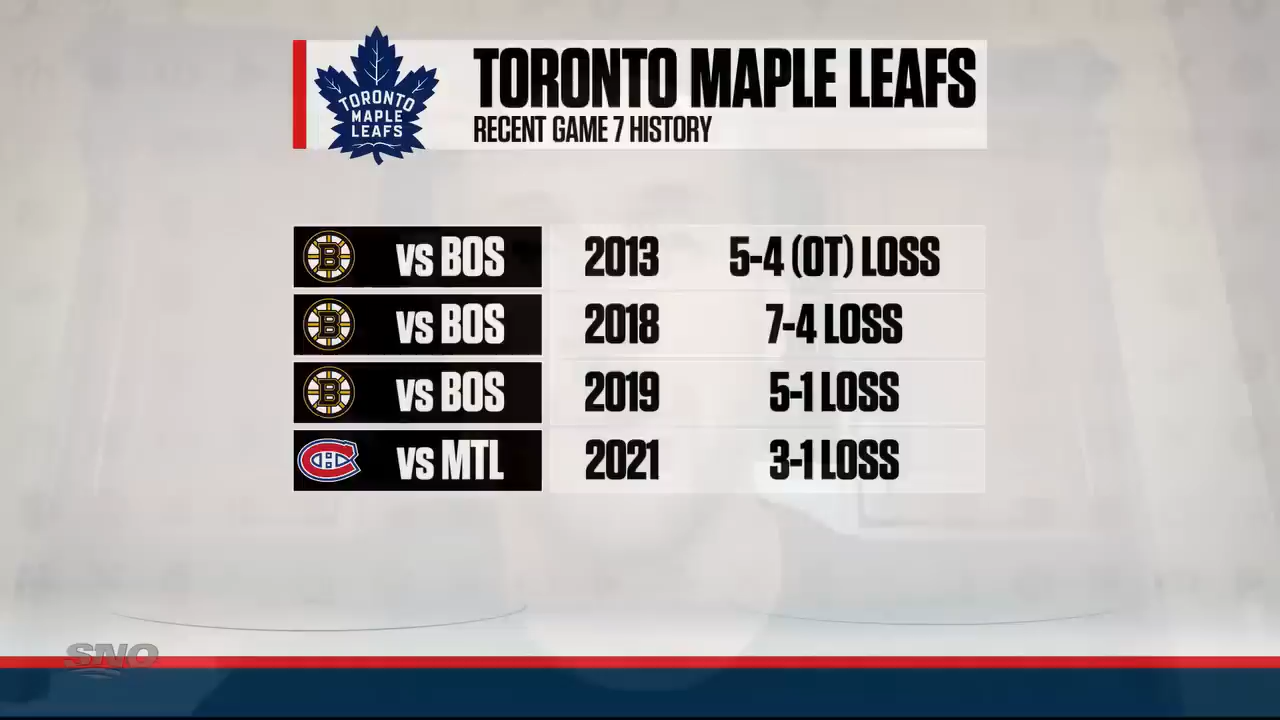 TORONTO MAPLE LEAFS
TORONTO MAPLE LEAFS
RECENT GAME 7 HISTORY
B vs BOS 2013 5-4 (OT) LOSS
B vs BOS 2018 7-4 LOSS
B vs BOS 2019 5-1 LOSS
CH vs MTL 2021 3-1 LOSS
SNO